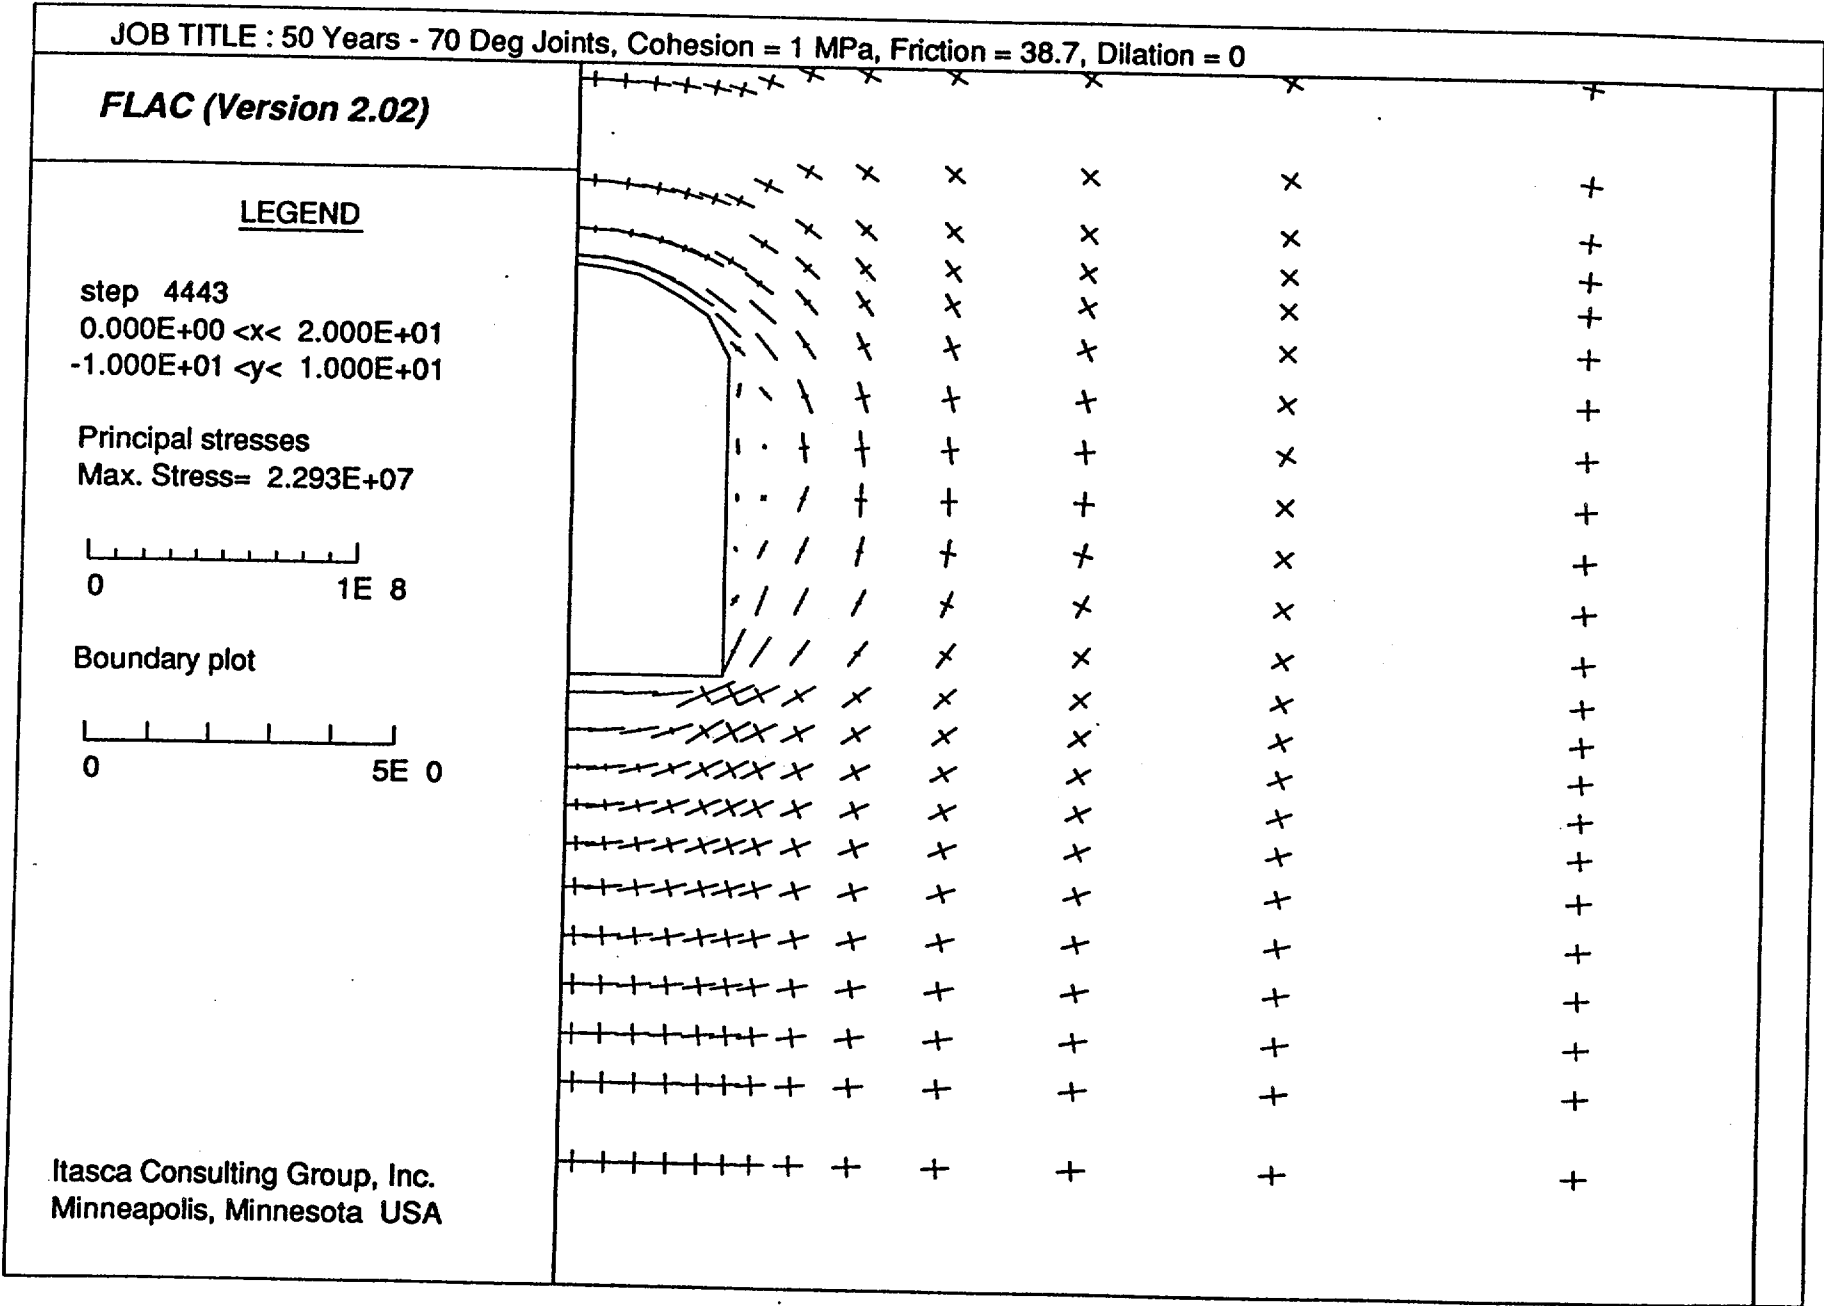 JOB TITLE : 50 Years - 70 Deg Joints, Cohesion = 1 MPa, Friction = 38.7, Dilation = 0
FLAC (Version 2.02)
LEGEND
step 4443
0.000E+00 <x< 2.000E+01
-1.000E+01 <y< 1.000E+01
Principal stresses
Max. Stress= 2.293E+07
0 1E 8
Boundary plot
0 5E 0
Itasca Consulting Group, Inc.
Minneapolis, Minnesota USA